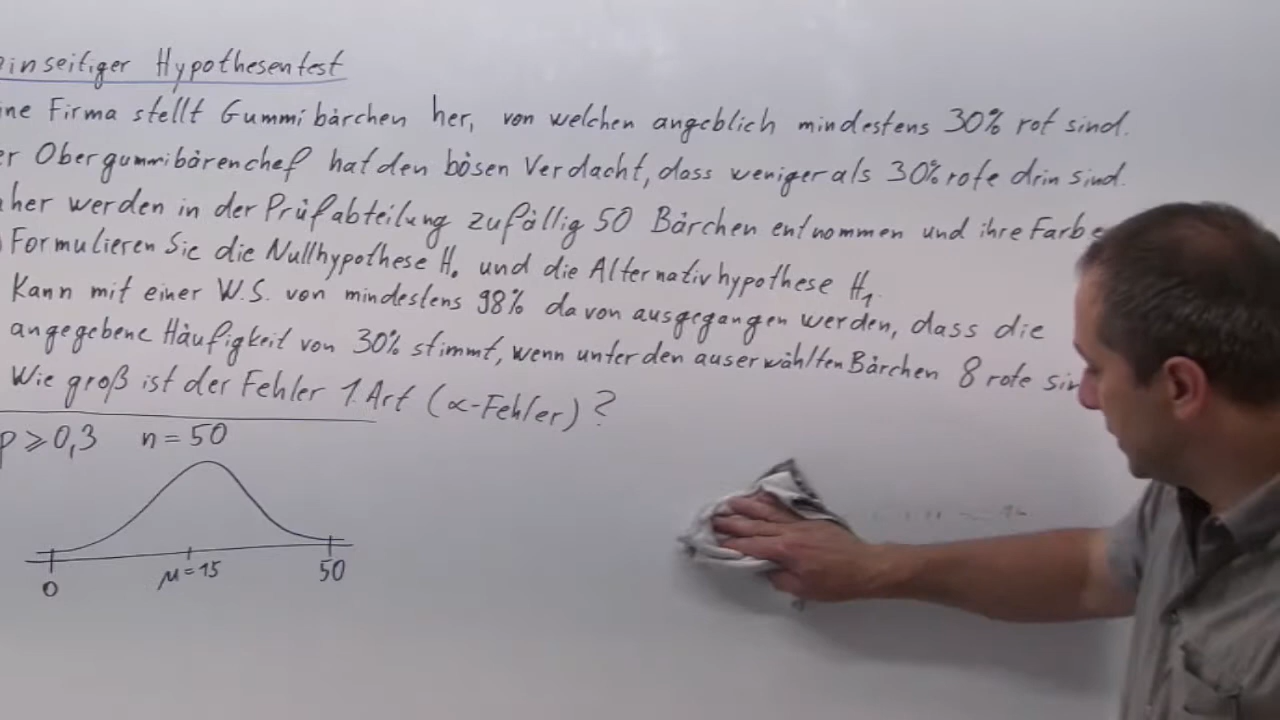 inseitiger Hypothesentest
ine Firma stellt Gummibärchen her, von welchen angeblich mindestens 30% rot sind.
er Obergummibärenchef hat den bösen Verdacht, dass weniger als 30% rote drin sind.
aher werden in der Prüfabteilung zufällig 50 Bärchen entnommen und ihre Farbe
Formulieren Sie die Nullhypothese H₀ und die Alternativhypothese H₁.
Kann mit einer W.S. von mindestens 98% davon ausgegangen werden, dass die
angegebene Häufigkeit von 30% stimmt, wenn unter den auserwählten Bärchen 8 rote sin
Wie groß ist der Fehler 1. Art (α-Fehler)?
p ≥ 0,3 n = 50
0 μ = 15 50